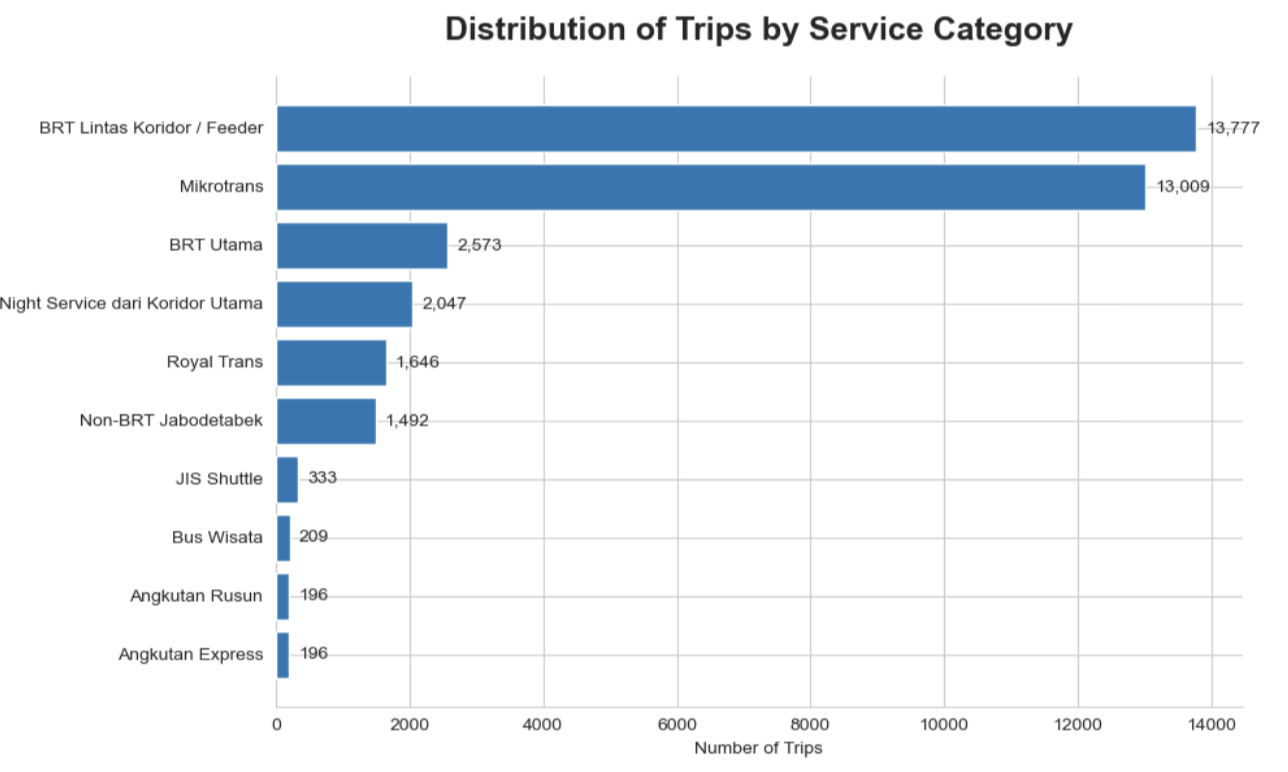 Distribution of Trips by Service Category
BRT Lintas Koridor / Feeder 13,777
Mikrotrans 13,009
BRT Utama 2,573
Night Service dari Koridor Utama 2,047
Royal Trans 1,646
Non-BRT Jabodetabek 1,492
JIS Shuttle 333
Bus Wisata 209
Angkutan Rusun 196
Angkutan Express 196
0 2000 4000 6000 8000 10000 12000 14000
Number of Trips